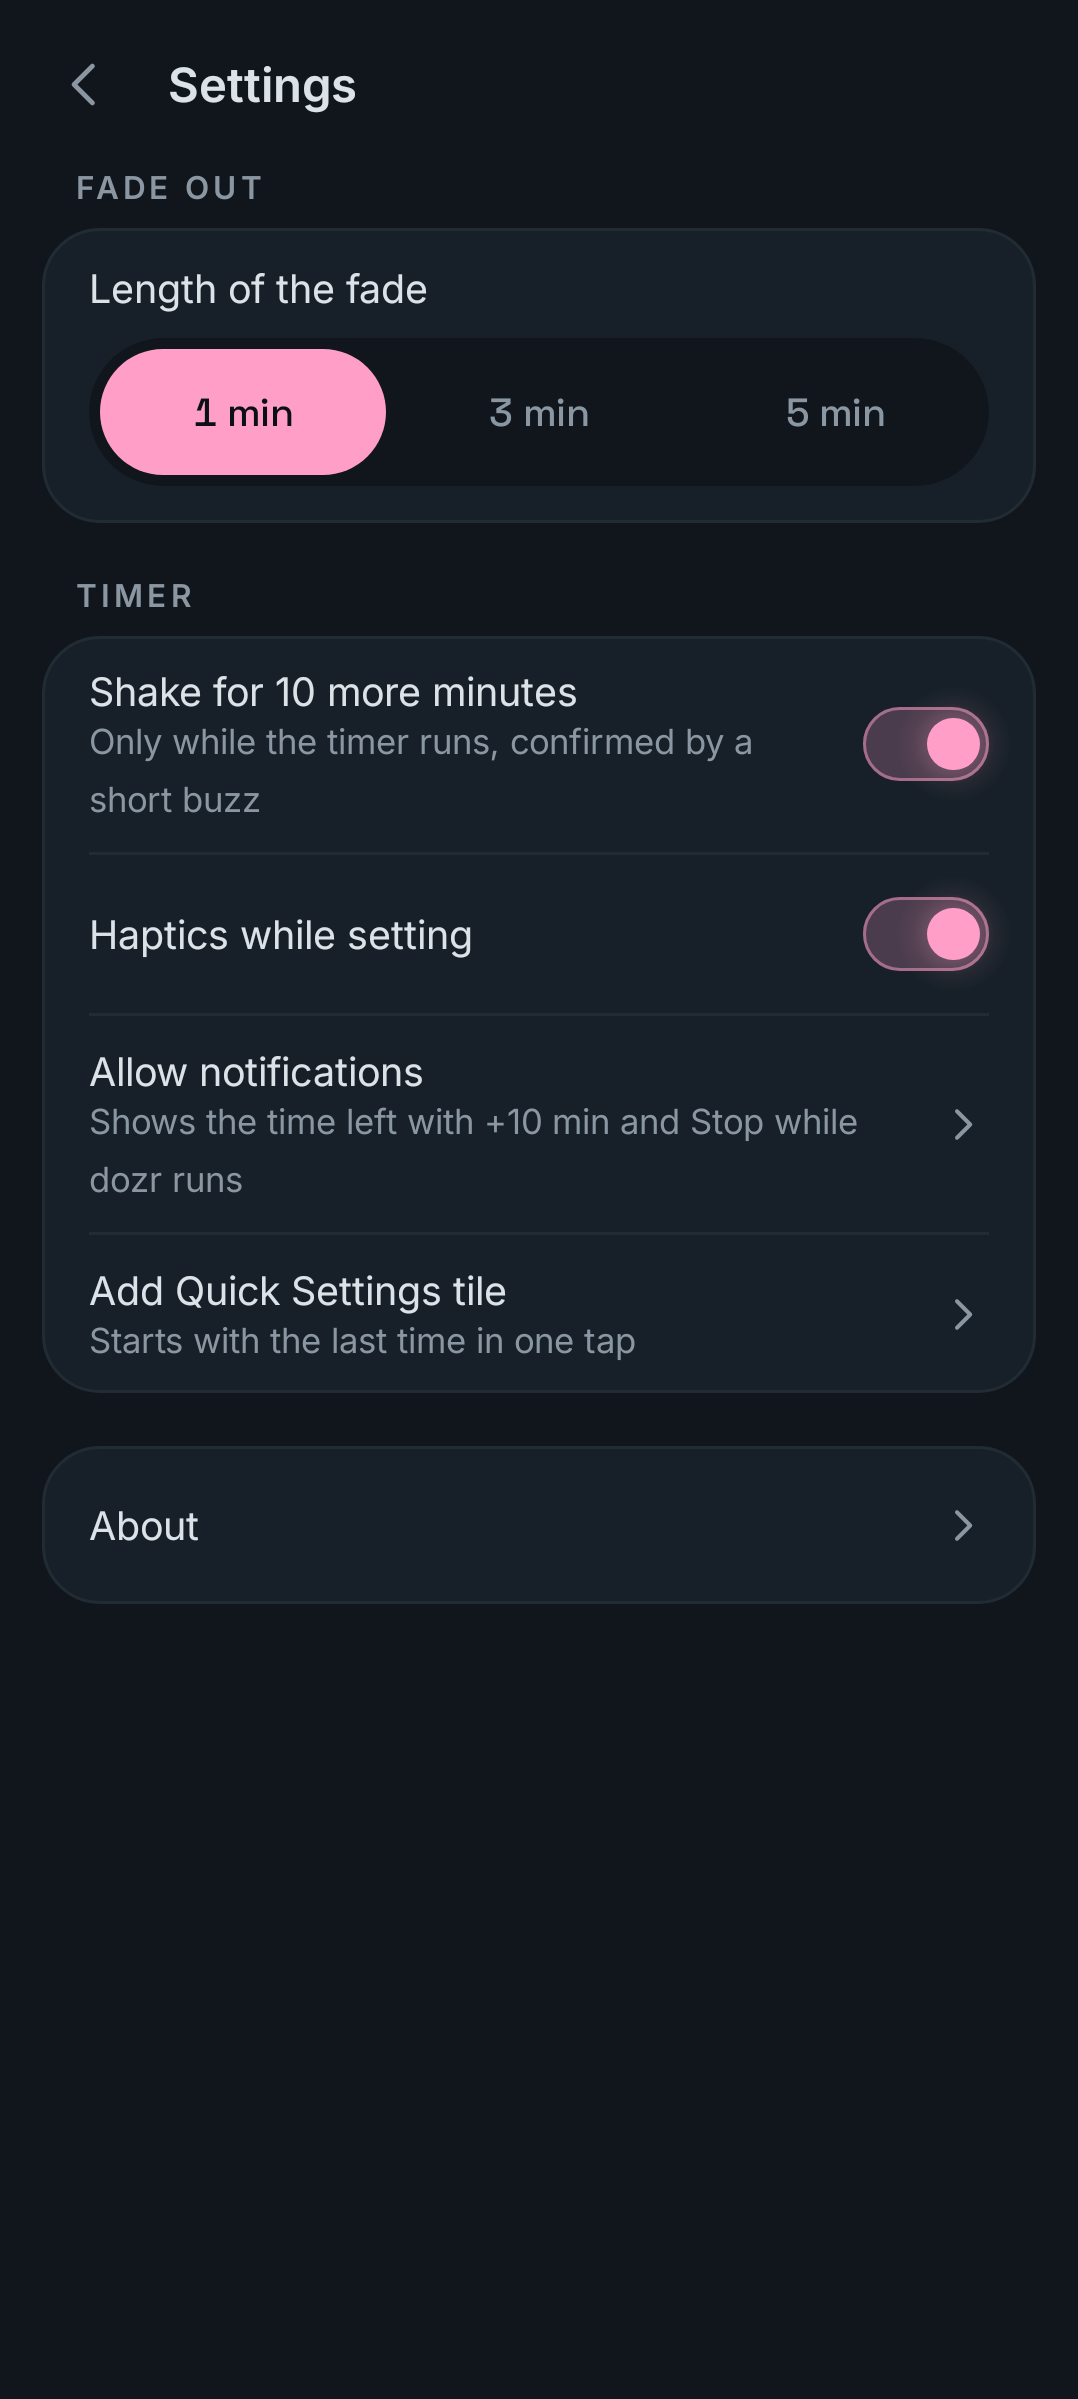 Settings
FADE OUT
Length of the fade
1 min
3 min
5 min
TIMER
Shake for 10 more minutes
Only while the timer runs, confirmed by a
short buzz
Haptics while setting
Allow notifications
Shows the time left with +10 min and Stop while
dozr runs
Add Quick Settings tile
Starts with the last time in one tap
About